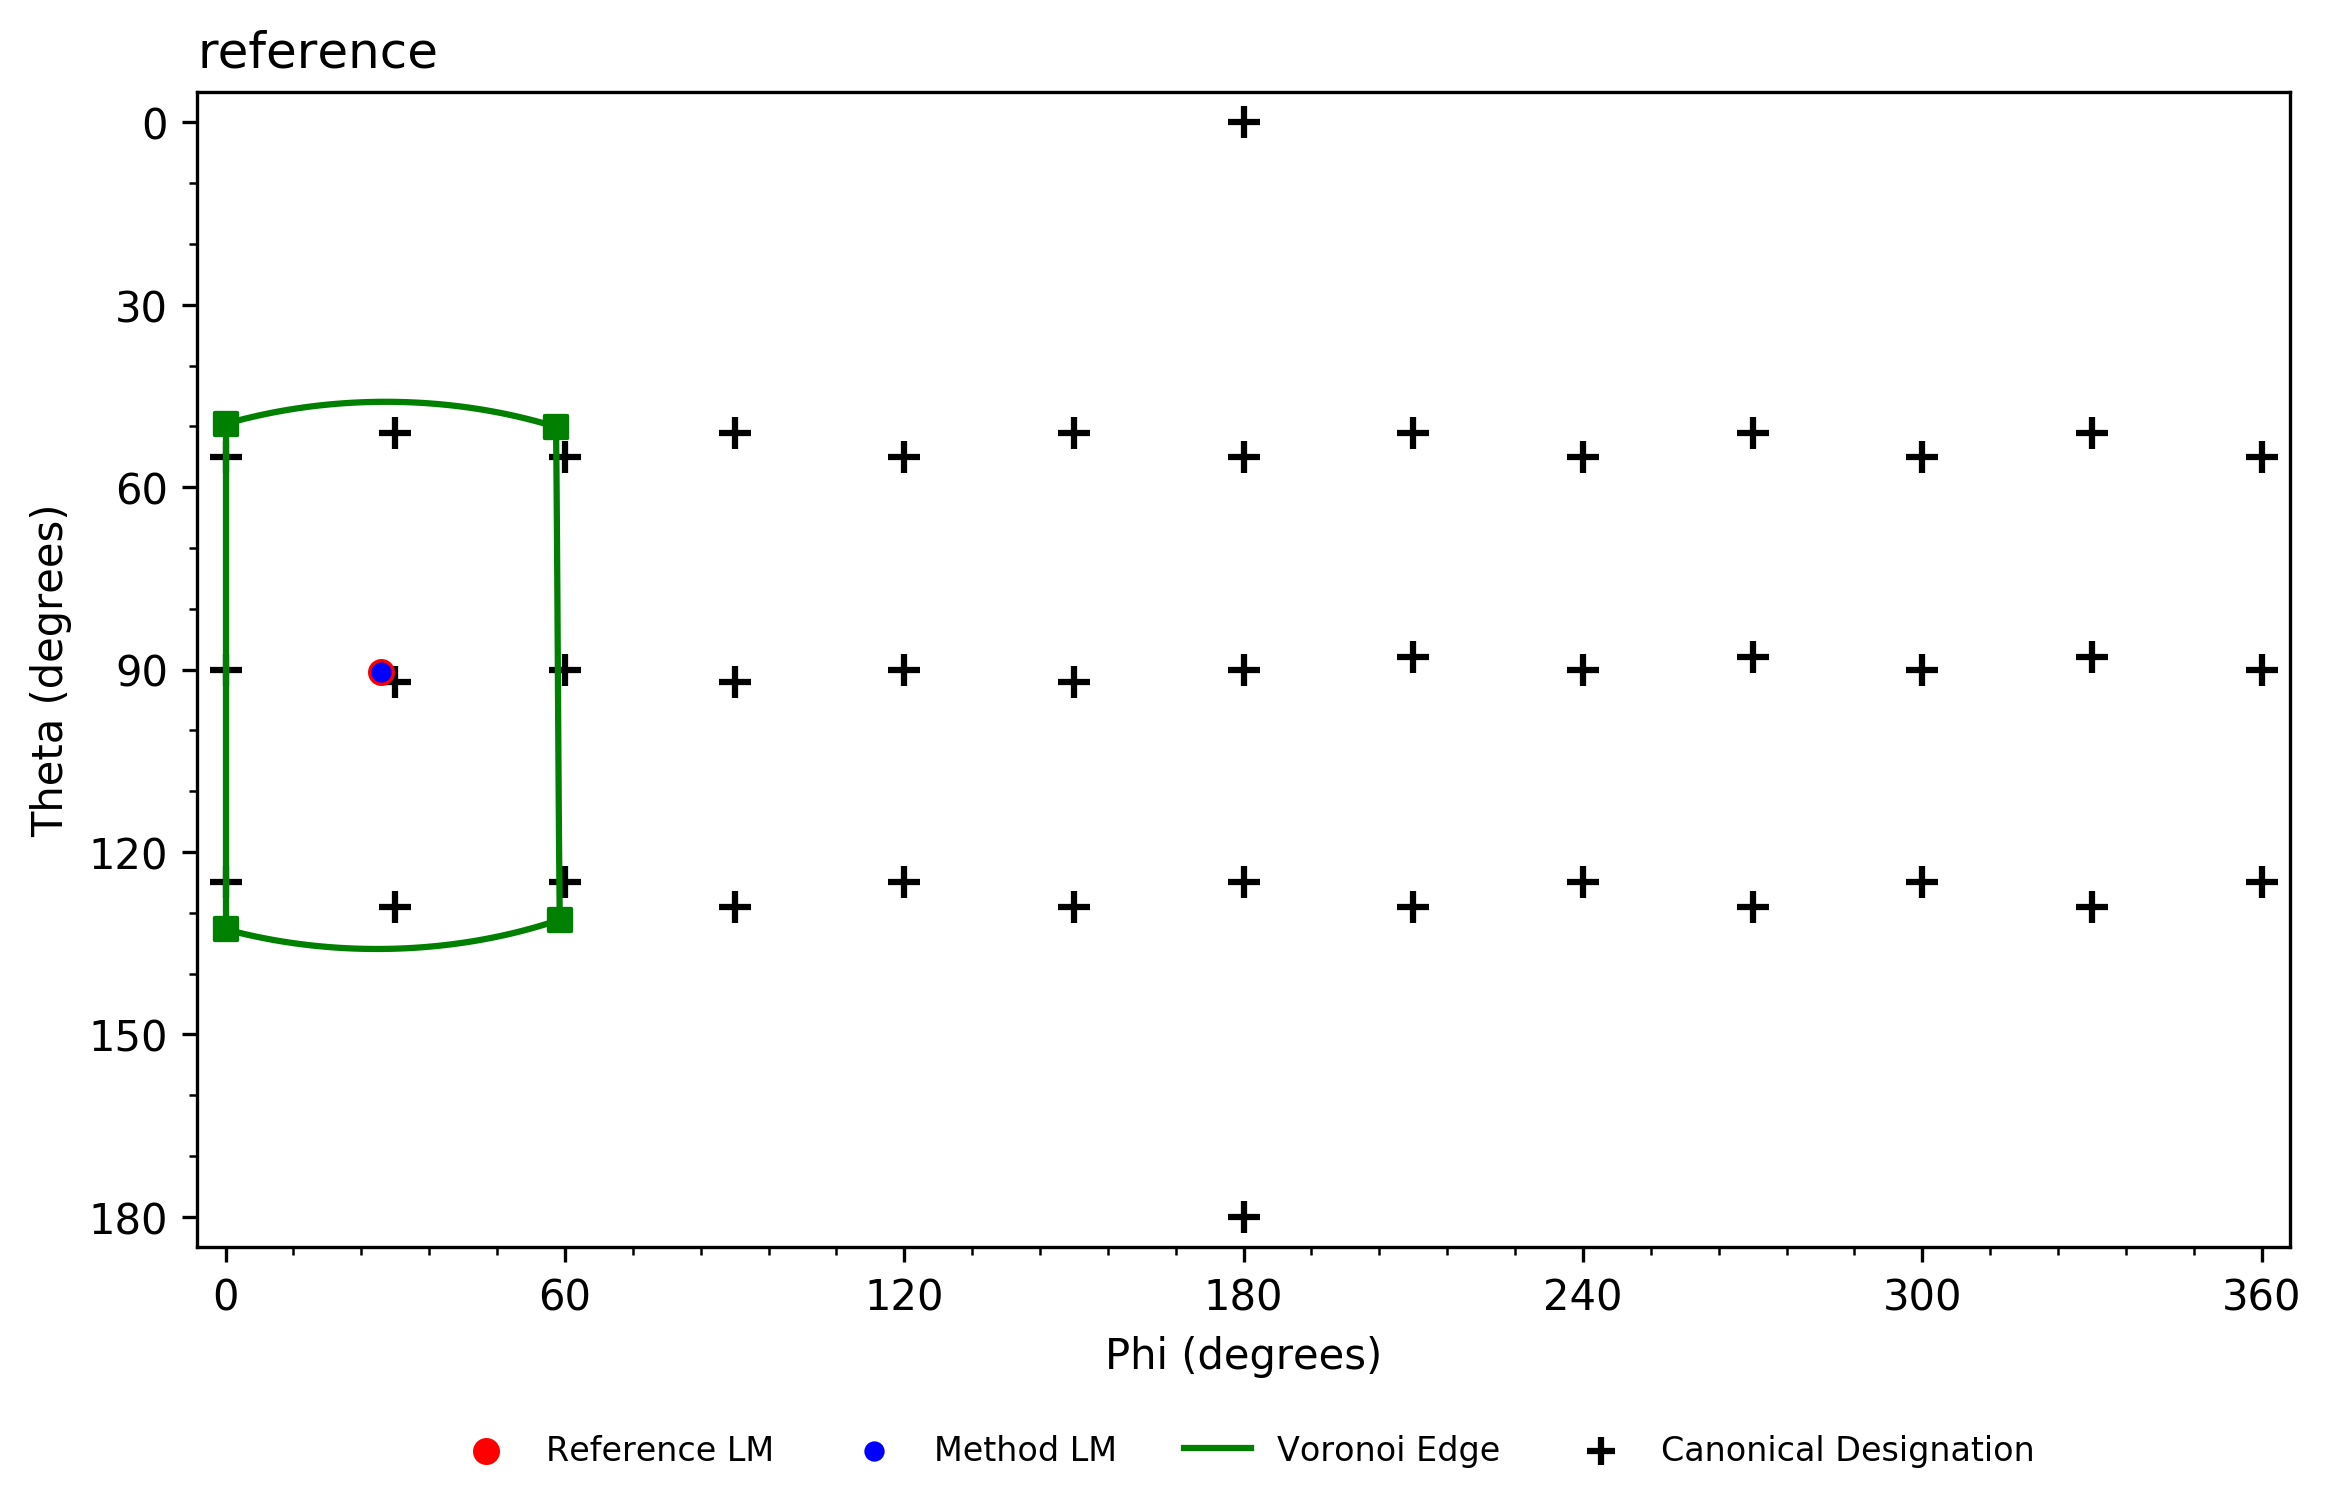 reference
0
30
60
90
120
150
180
Theta (degrees)
0 60 120 180 240 300 360
Phi (degrees)
Reference LM Method LM Voronoi Edge Canonical Designation